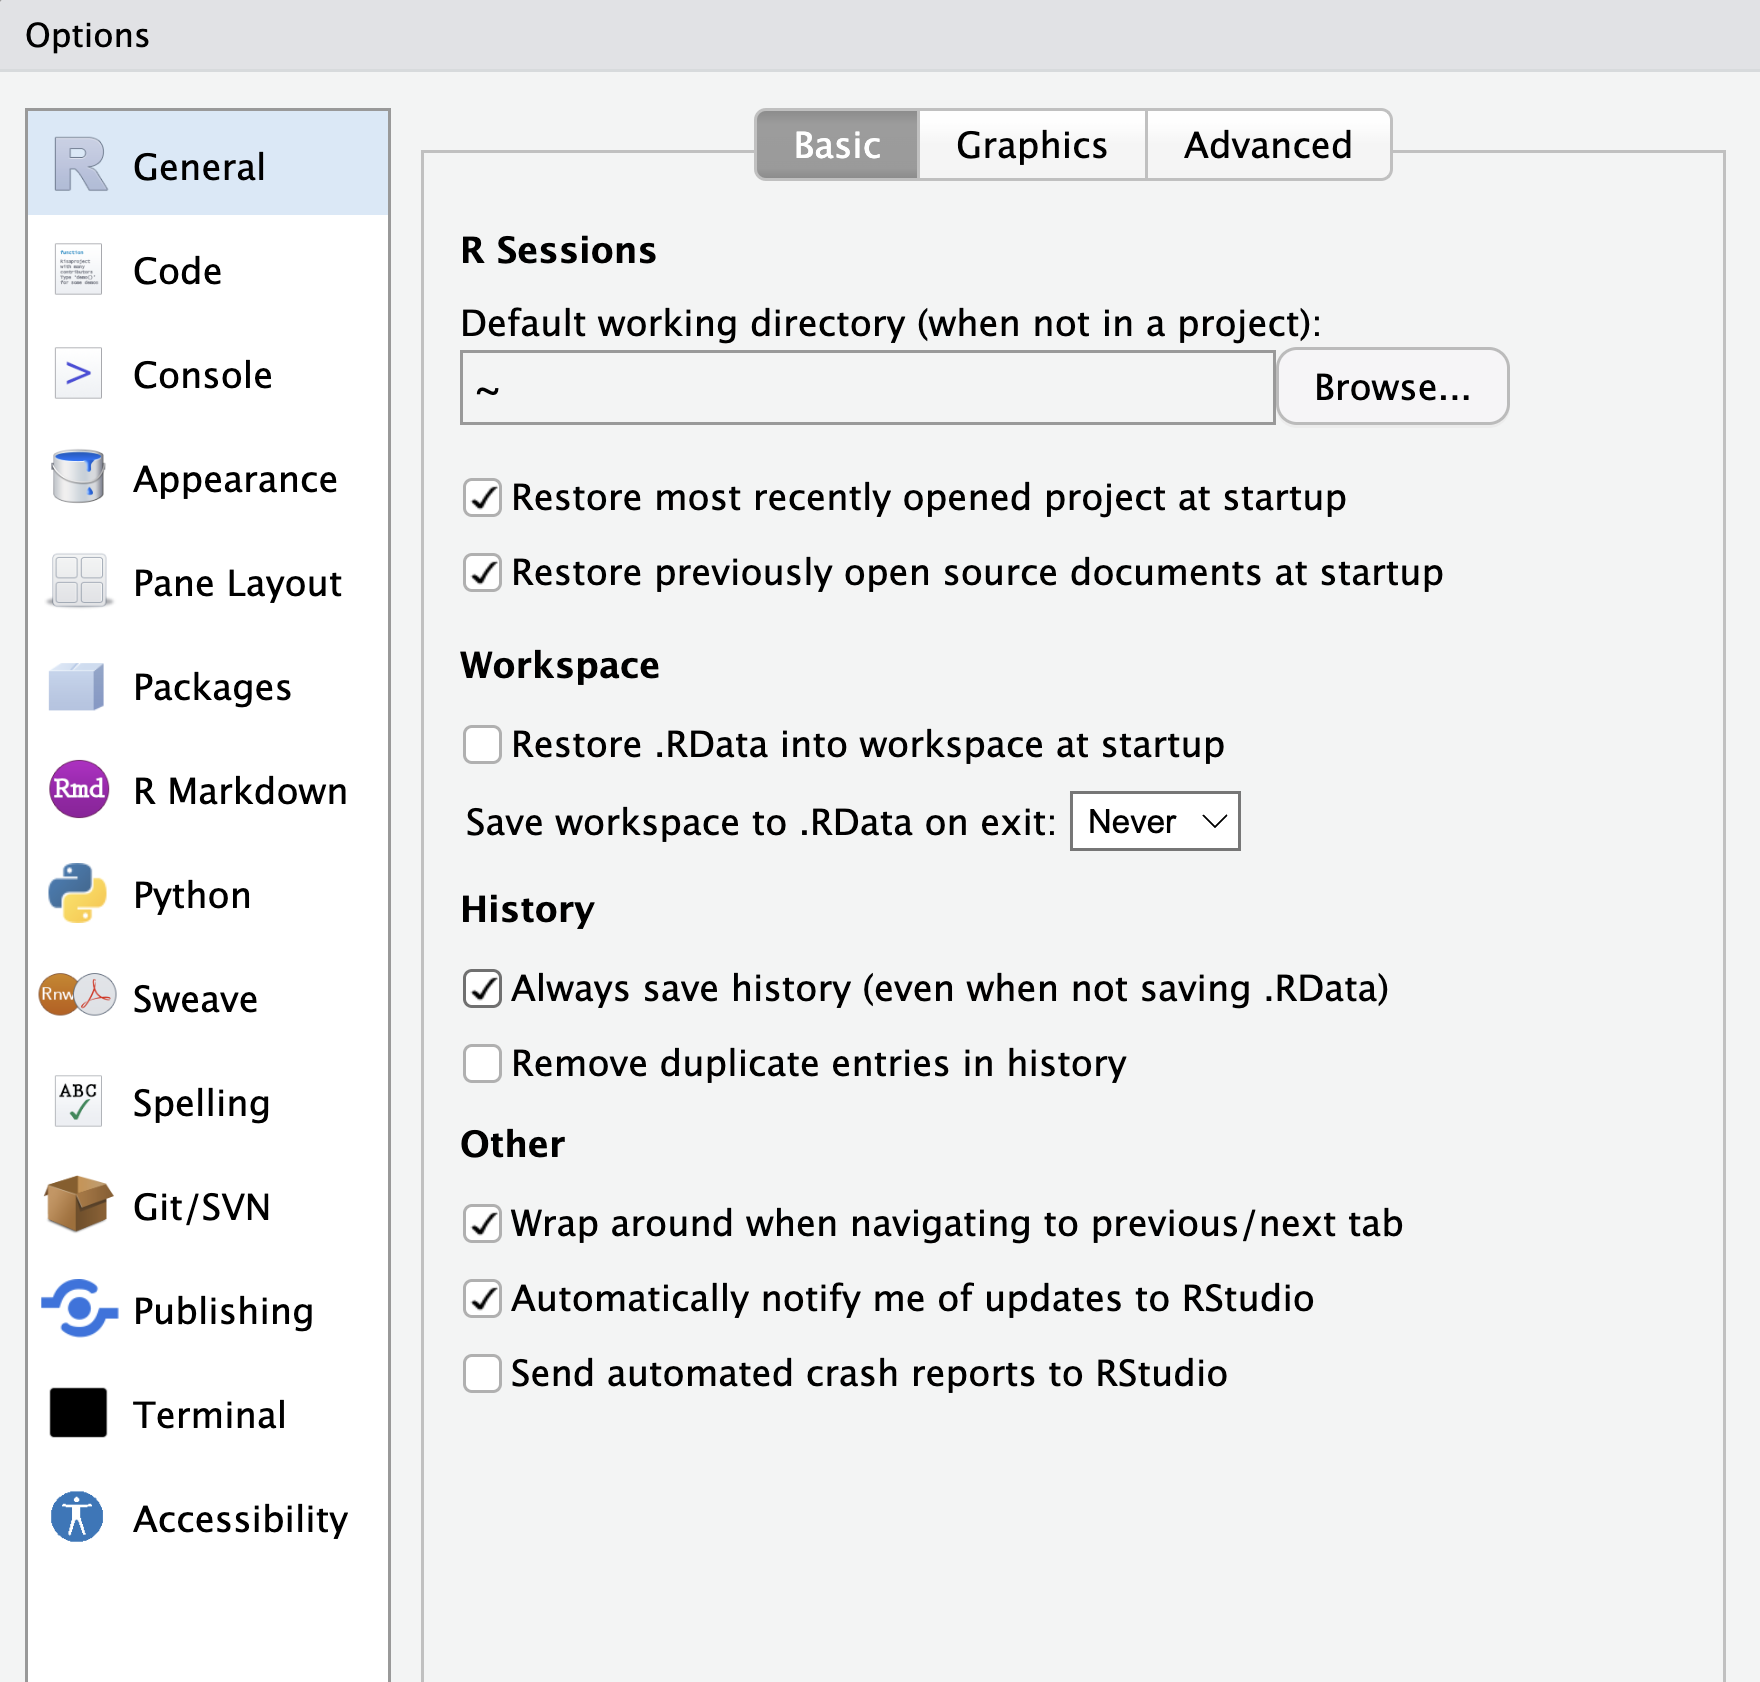 Options
General
Code
Console
Appearance
Pane Layout
Packages
Rmd
R Markdown
Python
Rnw
Sweave
ABC
Spelling
Git/SVN
Publishing
Terminal
Accessibility
Basic
Graphics
Advanced
R Sessions
Default working directory (when not in a project):
~
Browse...
Restore most recently opened project at startup
Restore previously open source documents at startup
Workspace
Restore .RData into workspace at startup
Save workspace to .RData on exit: Never
History
Always save history (even when not saving .RData)
Remove duplicate entries in history
Other
Wrap around when navigating to previous/next tab
Automatically notify me of updates to RStudio
Send automated crash reports to RStudio